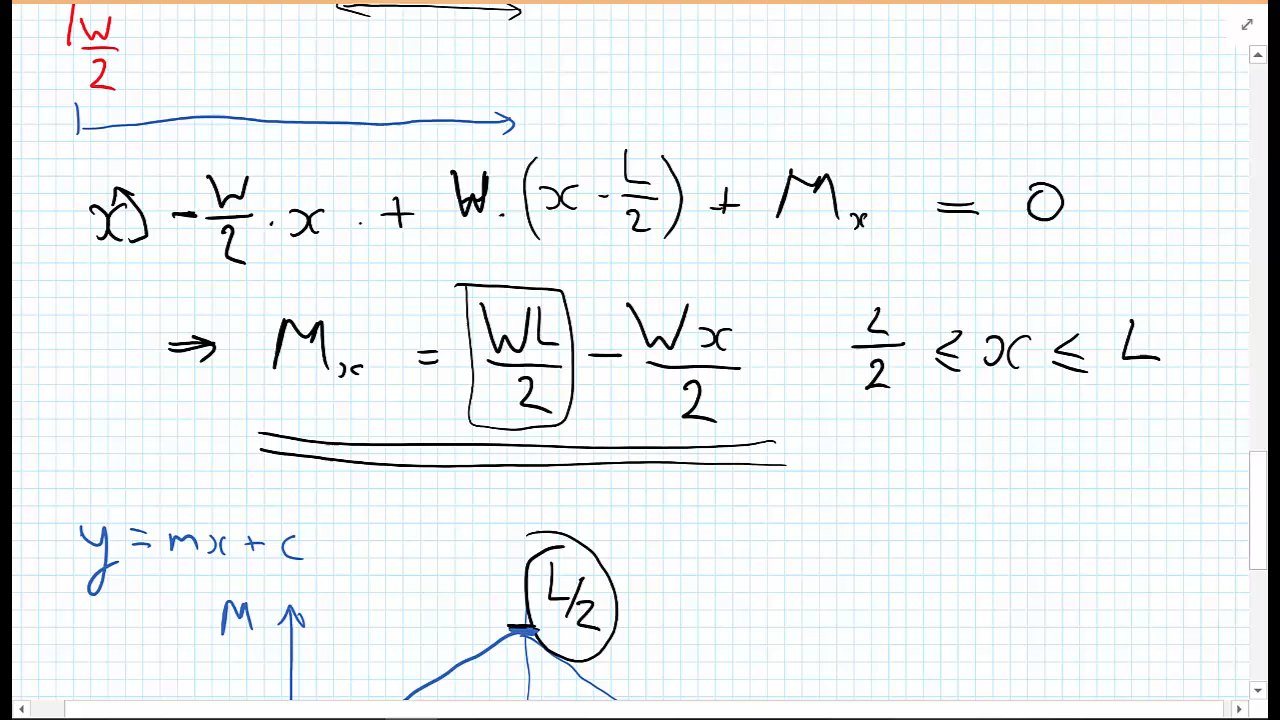 W/2
x↶ - W/2 · x + W · (x - L/2) + Mₓ = 0
⇒ Mₓ = WL/2 - Wx/2    L/2 ≤ x ≤ L
y = mx + c
L/2
M